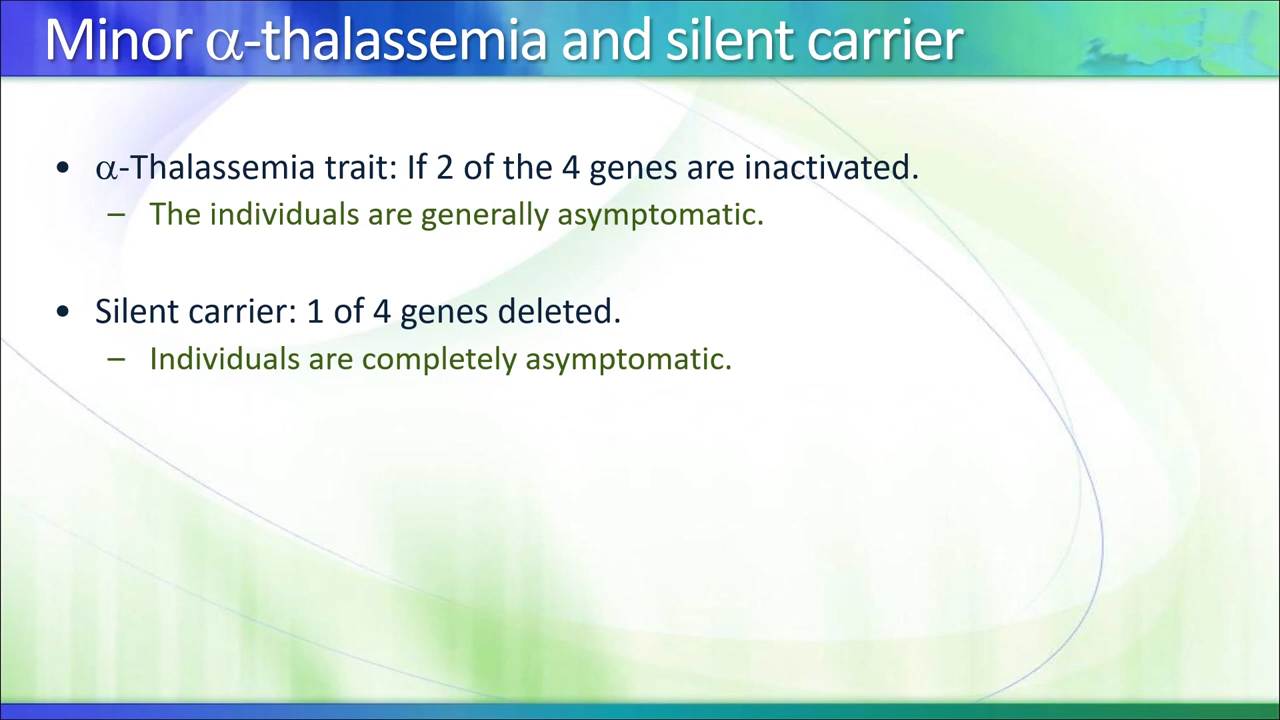 Minor α-thalassemia and silent carrier
• α-Thalassemia trait: If 2 of the 4 genes are inactivated.
– The individuals are generally asymptomatic.
• Silent carrier: 1 of 4 genes deleted.
– Individuals are completely asymptomatic.